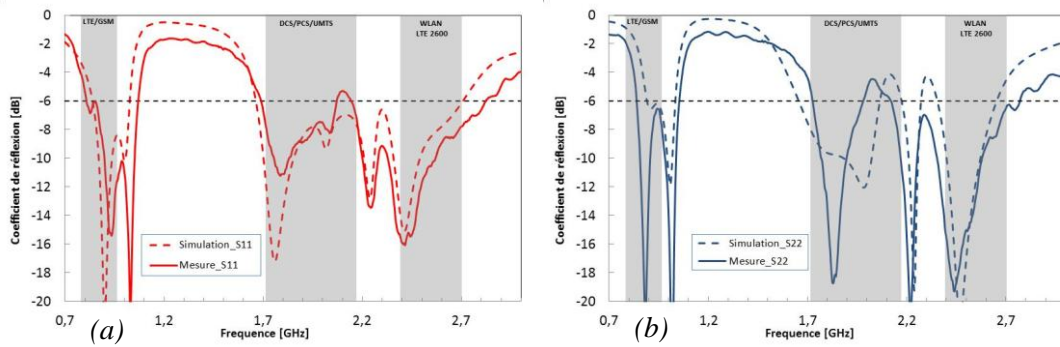 0
-2
-4
-6
-8
-10
-12
-14
-16
-18
-20
Coefficient de réflexion [dB]
LTE/GSM
DCS/PCS/UMTS
WLAN
LTE 2600
Simulation_S11
Mesure_S11
0,7
1,2
1,7
2,2
2,7
Frequence [GHz]
(a)
0
-2
-4
-6
-8
-10
-12
-14
-16
-18
-20
Coefficient de réflexion [dB]
LTE/GSM
DCS/PCS/UMTS
WLAN
LTE 2600
Simulation_S22
Mesure_S22
0,7
1,2
1,7
2,2
2,7
Frequence [GHz]
(b)